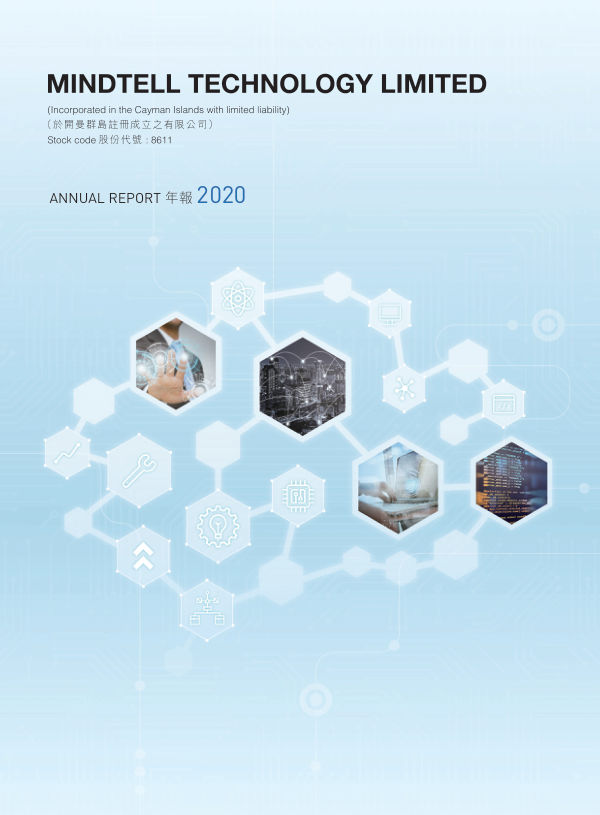 MINDTELL TECHNOLOGY LIMITED
(Incorporated in the Cayman Islands with limited liability)
(於開曼群島註冊成立之有限公司)
Stock code 股份代號 : 8611
ANNUAL REPORT 年報 2020